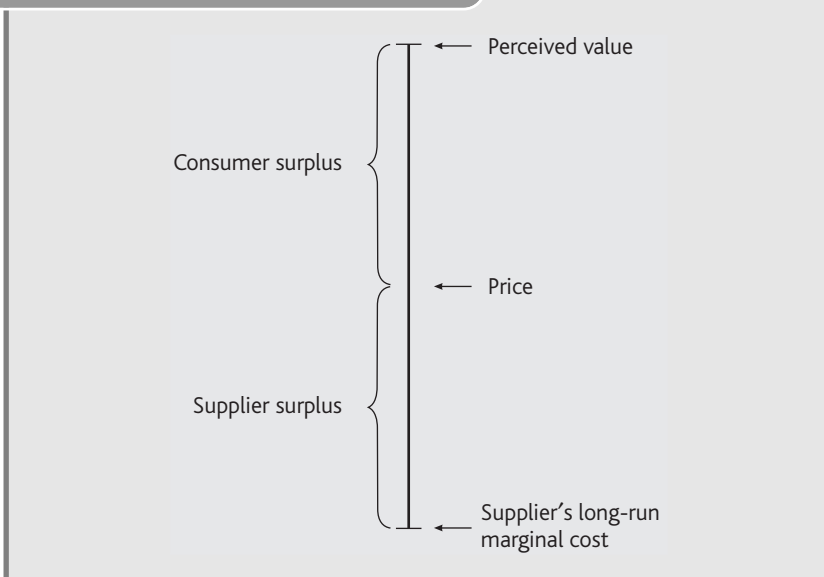 Perceived value
Consumer surplus
Price
Supplier surplus
Supplier′s long-run
marginal cost